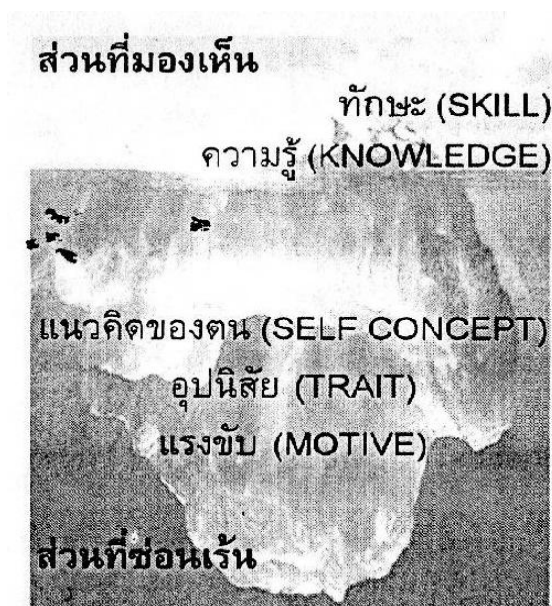 ส่วนที่มองเห็น
ทักษะ (SKILL)
ความรู้ (KNOWLEDGE)
แนวคิดของตน (SELF CONCEPT)
อุปนิสัย (TRAIT)
แรงขับ (MOTIVE)
ส่วนที่ซ่อนเร้น